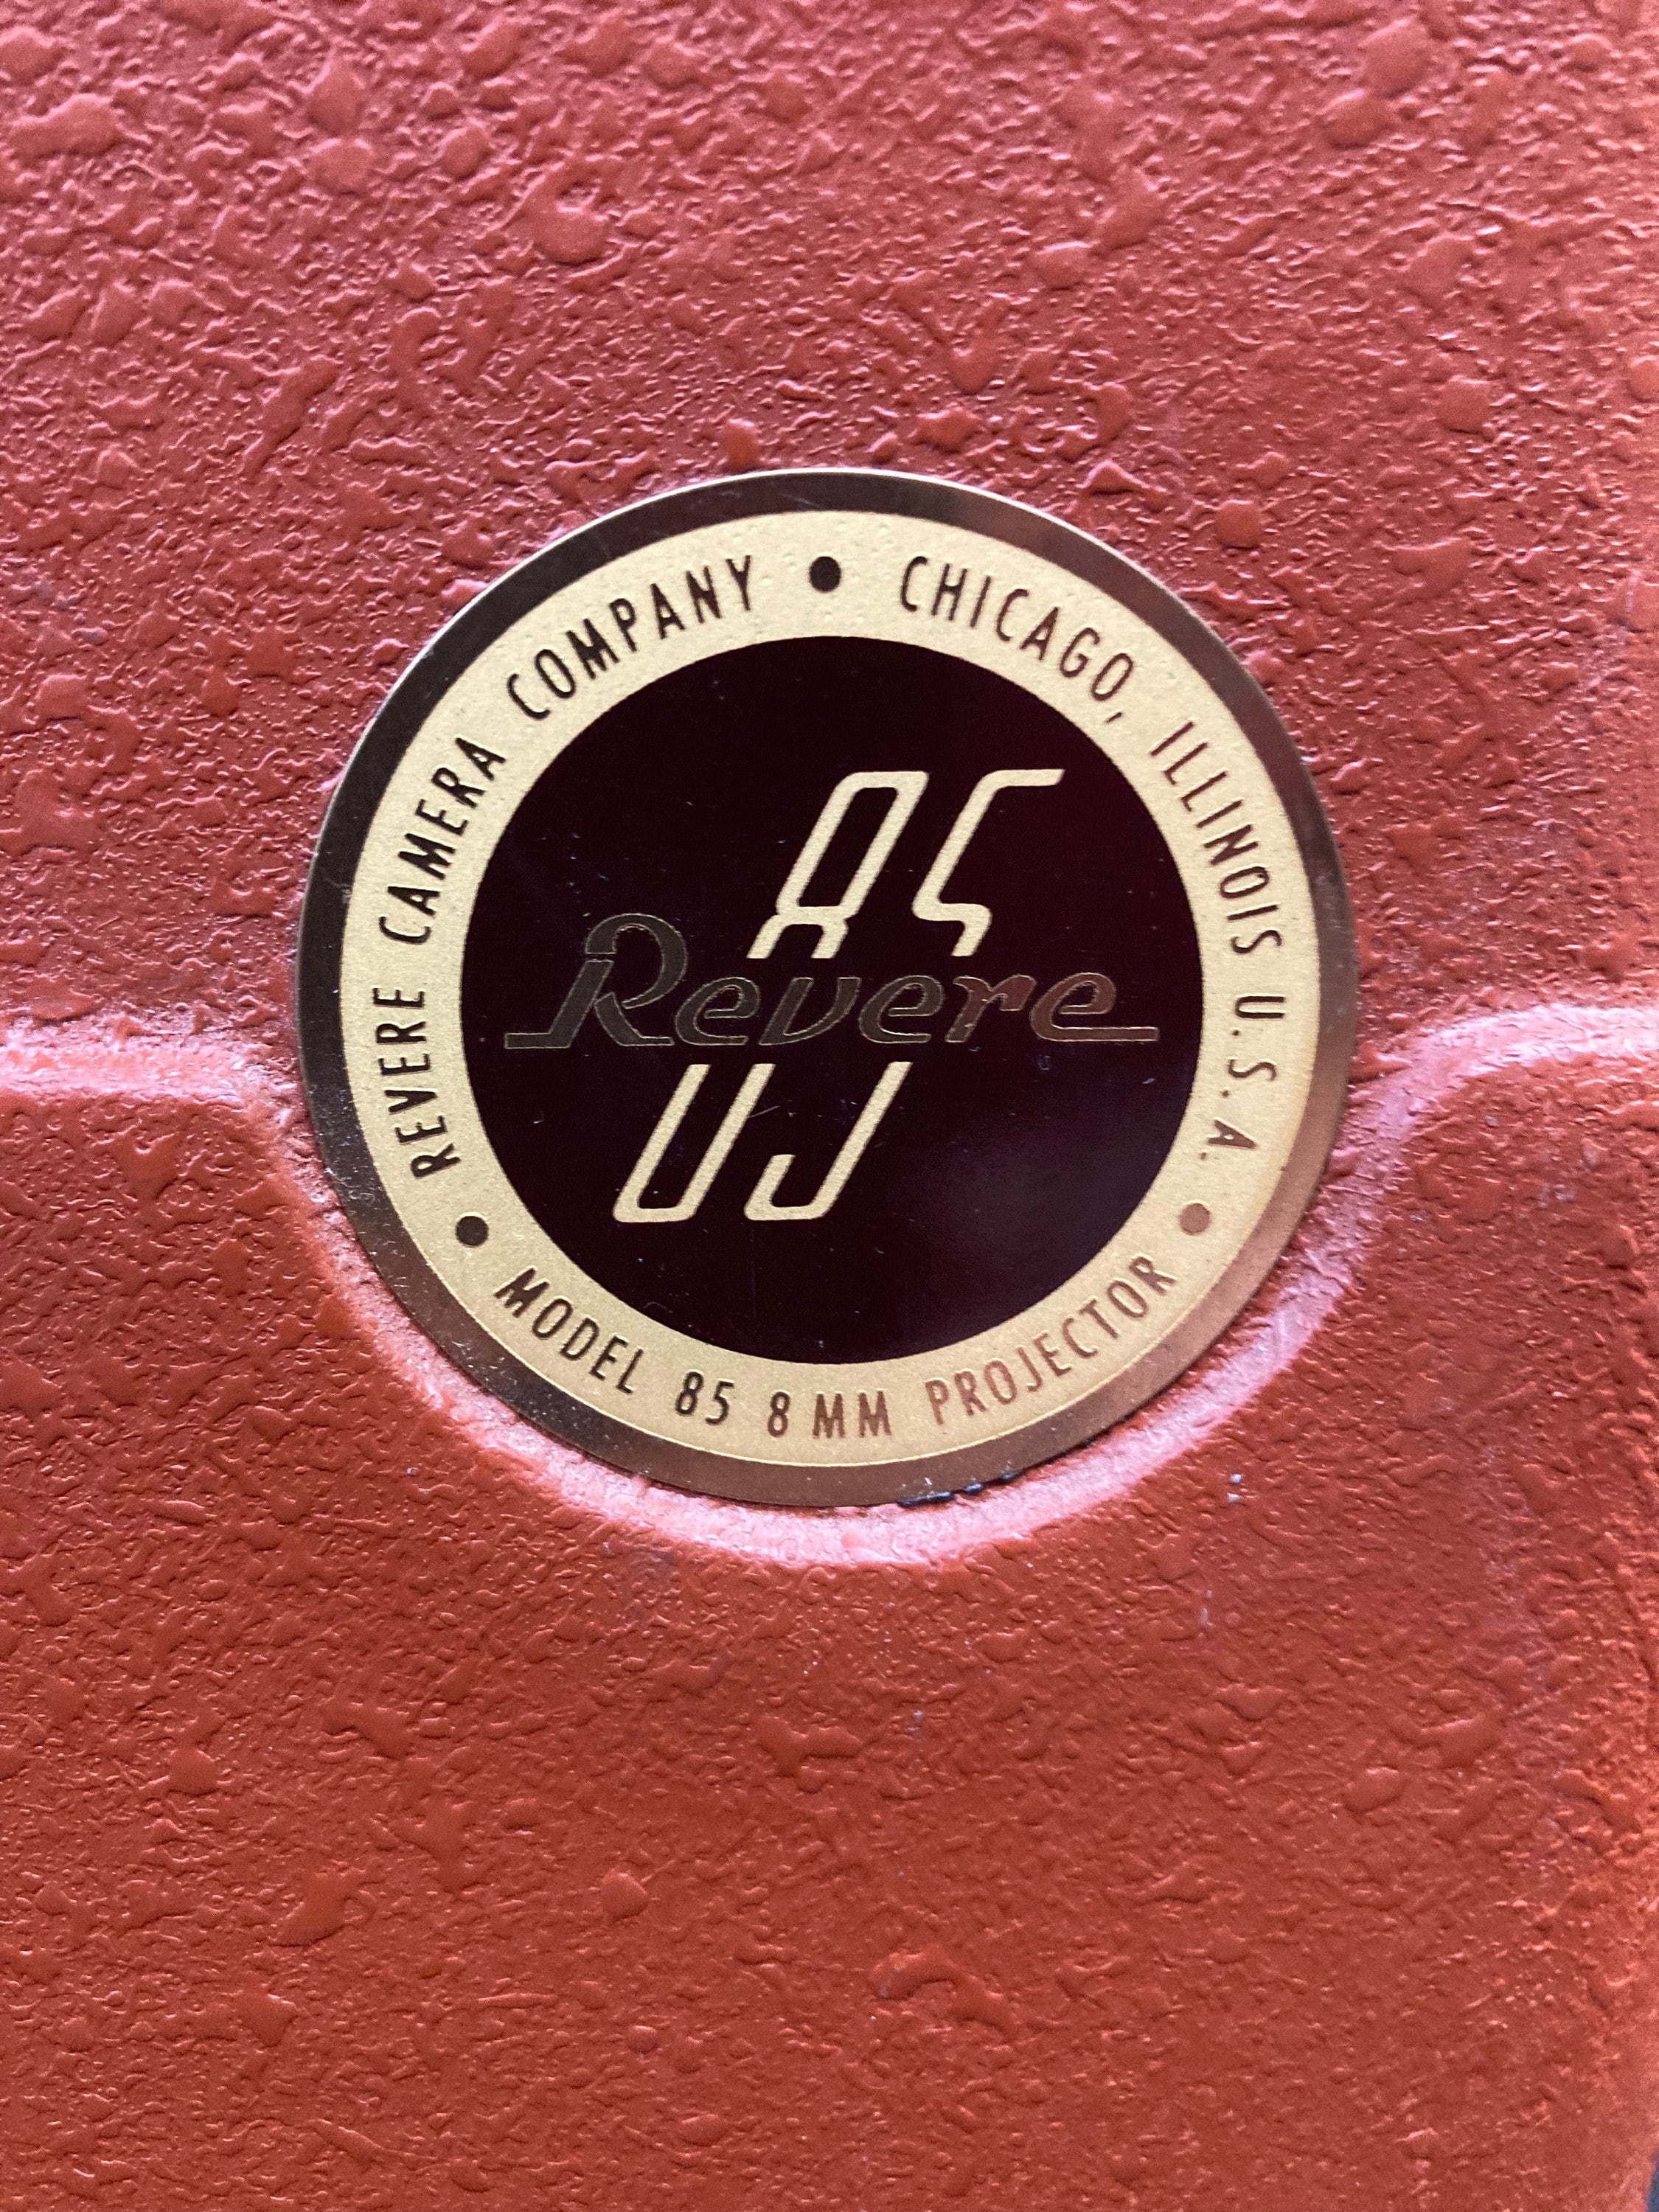 REVERE CAMERA COMPANY • CHICAGO, ILLINOIS U.S.A. •
MODEL 85 8MM PROJECTOR •
85
Revere